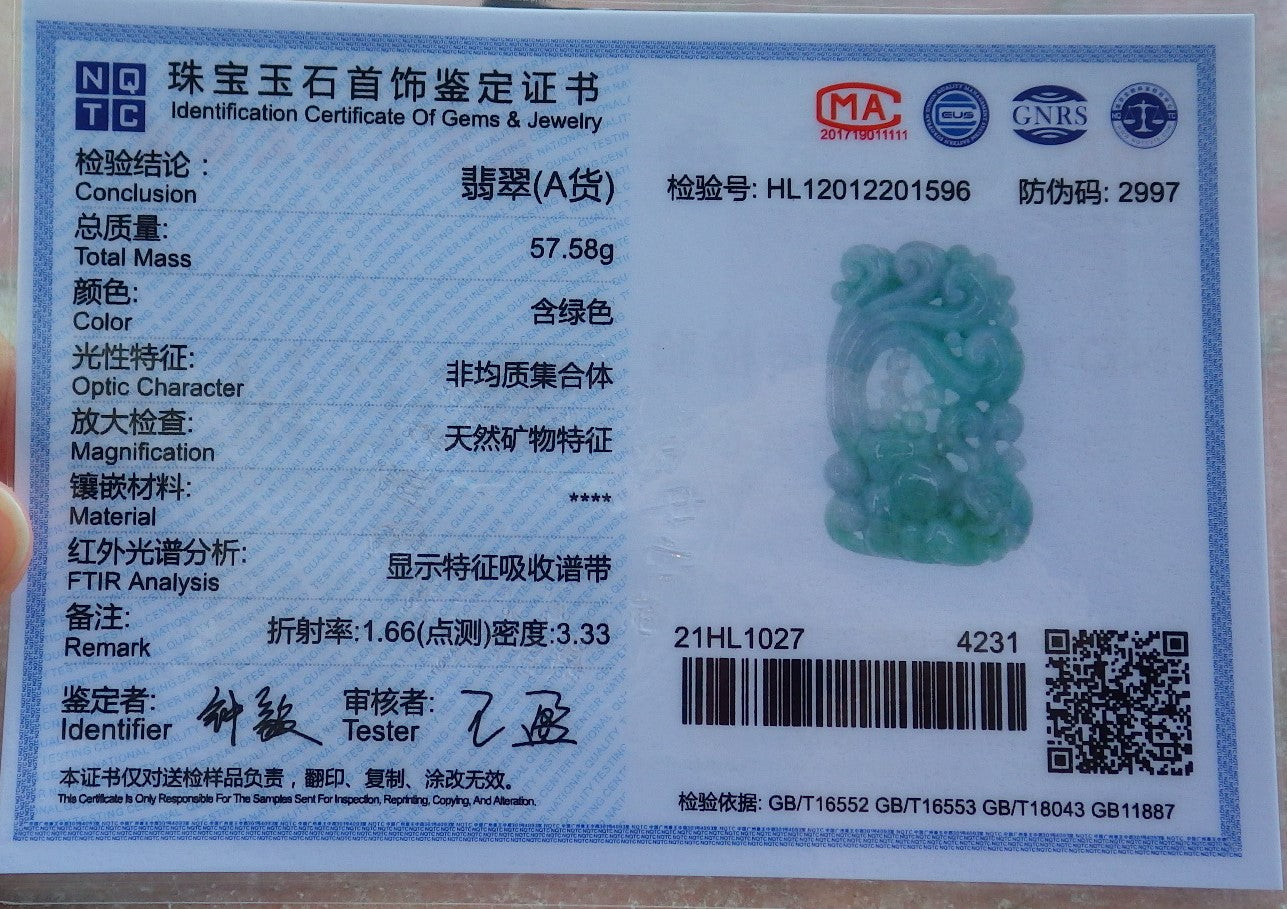 NQ
TC
珠宝玉石首饰鉴定证书
Identification Certificate Of Gems & Jewelry
MA
201719011111
EUS
GNRS
检验结论：
Conclusion
翡翠(A货)
检验号: HL12012201596
防伪码: 2997
总质量:
Total Mass
57.58g
颜色:
Color
含绿色
光性特征:
Optic Character
非均质集合体
放大检查:
Magnification
天然矿物特征
镶嵌材料:
Material
****
红外光谱分析:
FTIR Analysis
显示特征吸收谱带
备注:
Remark
折射率:1.66(点测)密度:3.33
鉴定者:
Identifier
审核者:
Tester
本证书仅对送检样品负责，翻印、复制、涂改无效。
This Certificate Is Only Responsible For The Samples Sent For Inspection, Reprinting, Copying, And Alteration.
21HL1027
4231
检验依据: GB/T16552 GB/T16553 GB/T18043 GB11887